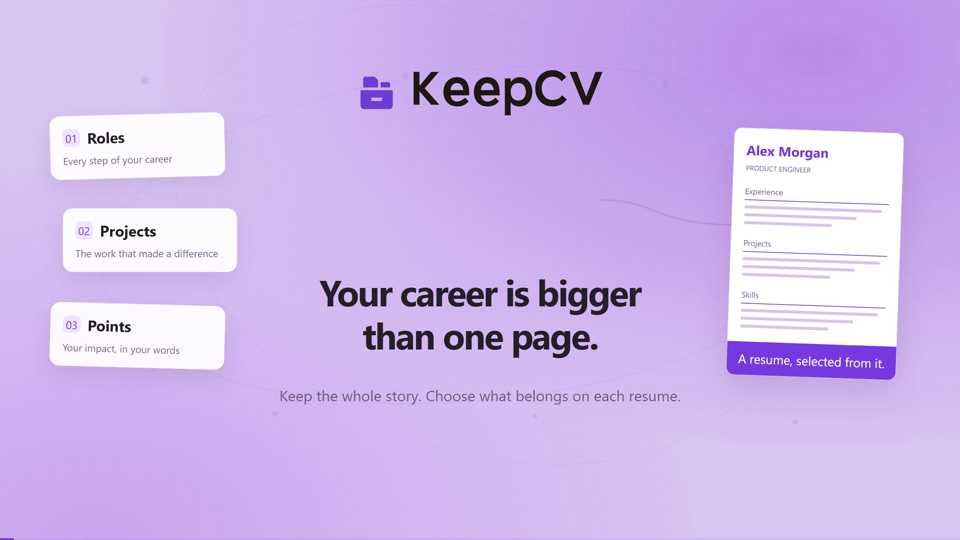 KeepCV
01 Roles
Every step of your career
02 Projects
The work that made a difference
03 Points
Your impact, in your words
Your career is bigger
than one page.
Keep the whole story. Choose what belongs on each resume.
Alex Morgan
PRODUCT ENGINEER
Experience
Projects
Skills
A resume, selected from it.